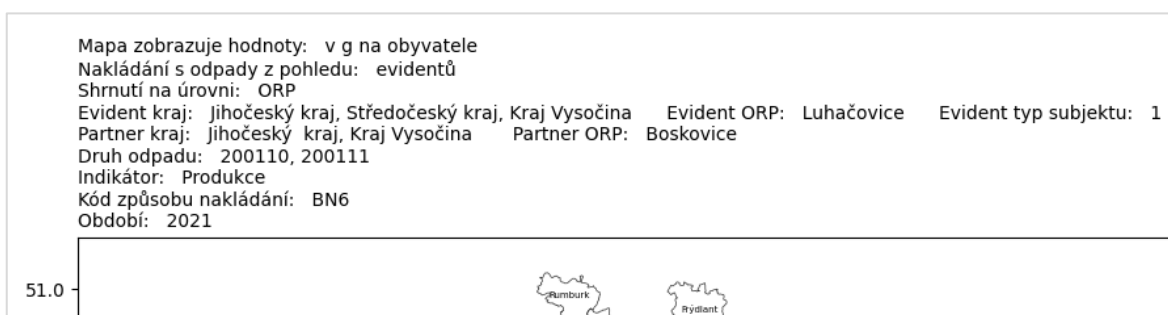 Mapa zobrazuje hodnoty:   v g na obyvatele
Nakládání s odpady z pohledu:   evidentů
Shrnutí na úrovni:   ORP
Evident kraj:   Jihočeský kraj, Středočeský kraj, Kraj Vysočina      Evident ORP:   Luhačovice      Evident typ subjektu:   1
Partner kraj:   Jihočeský  kraj, Kraj Vysočina       Partner ORP:   Boskovice
Druh odpadu:   200110, 200111
Indikátor:   Produkce
Kód způsobu nakládání:   BN6
Období:   2021
51.0
Rumburk
Frýdlant